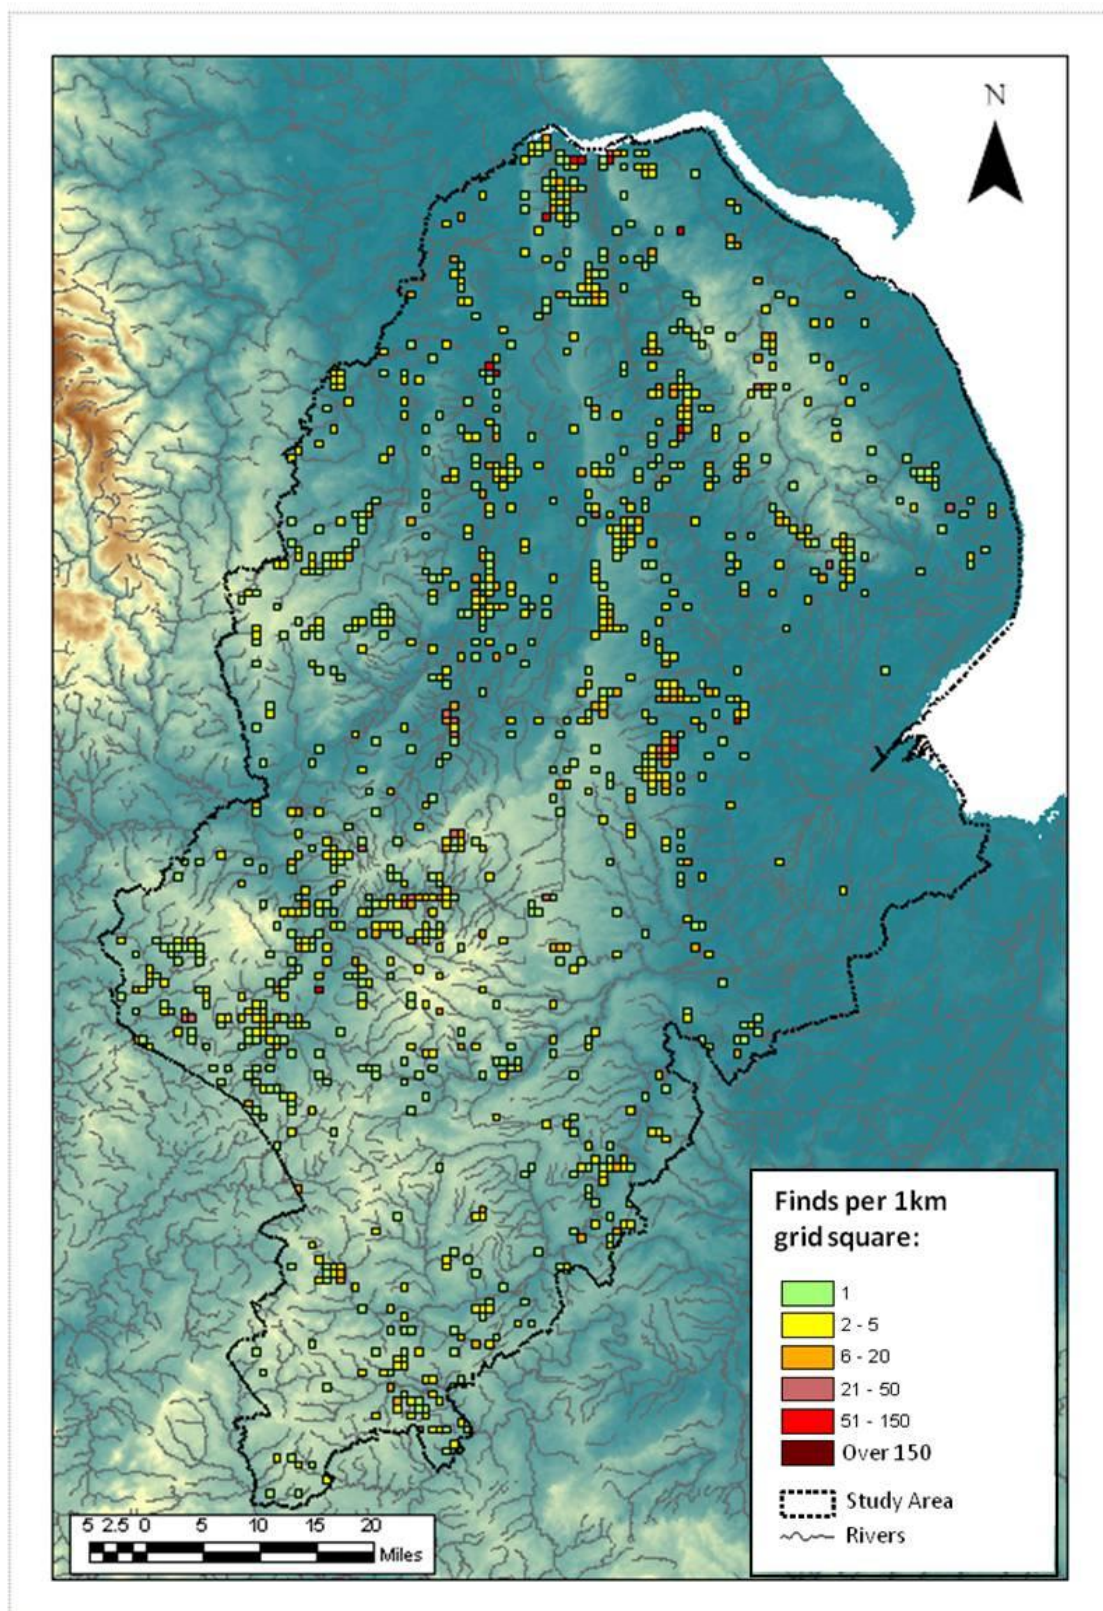 N
Finds per 1km
grid square:
1
2 - 5
6 - 20
21 - 50
51 - 150
Over 150
Study Area
Rivers
5 2.5 0 5 10 15 20
Miles